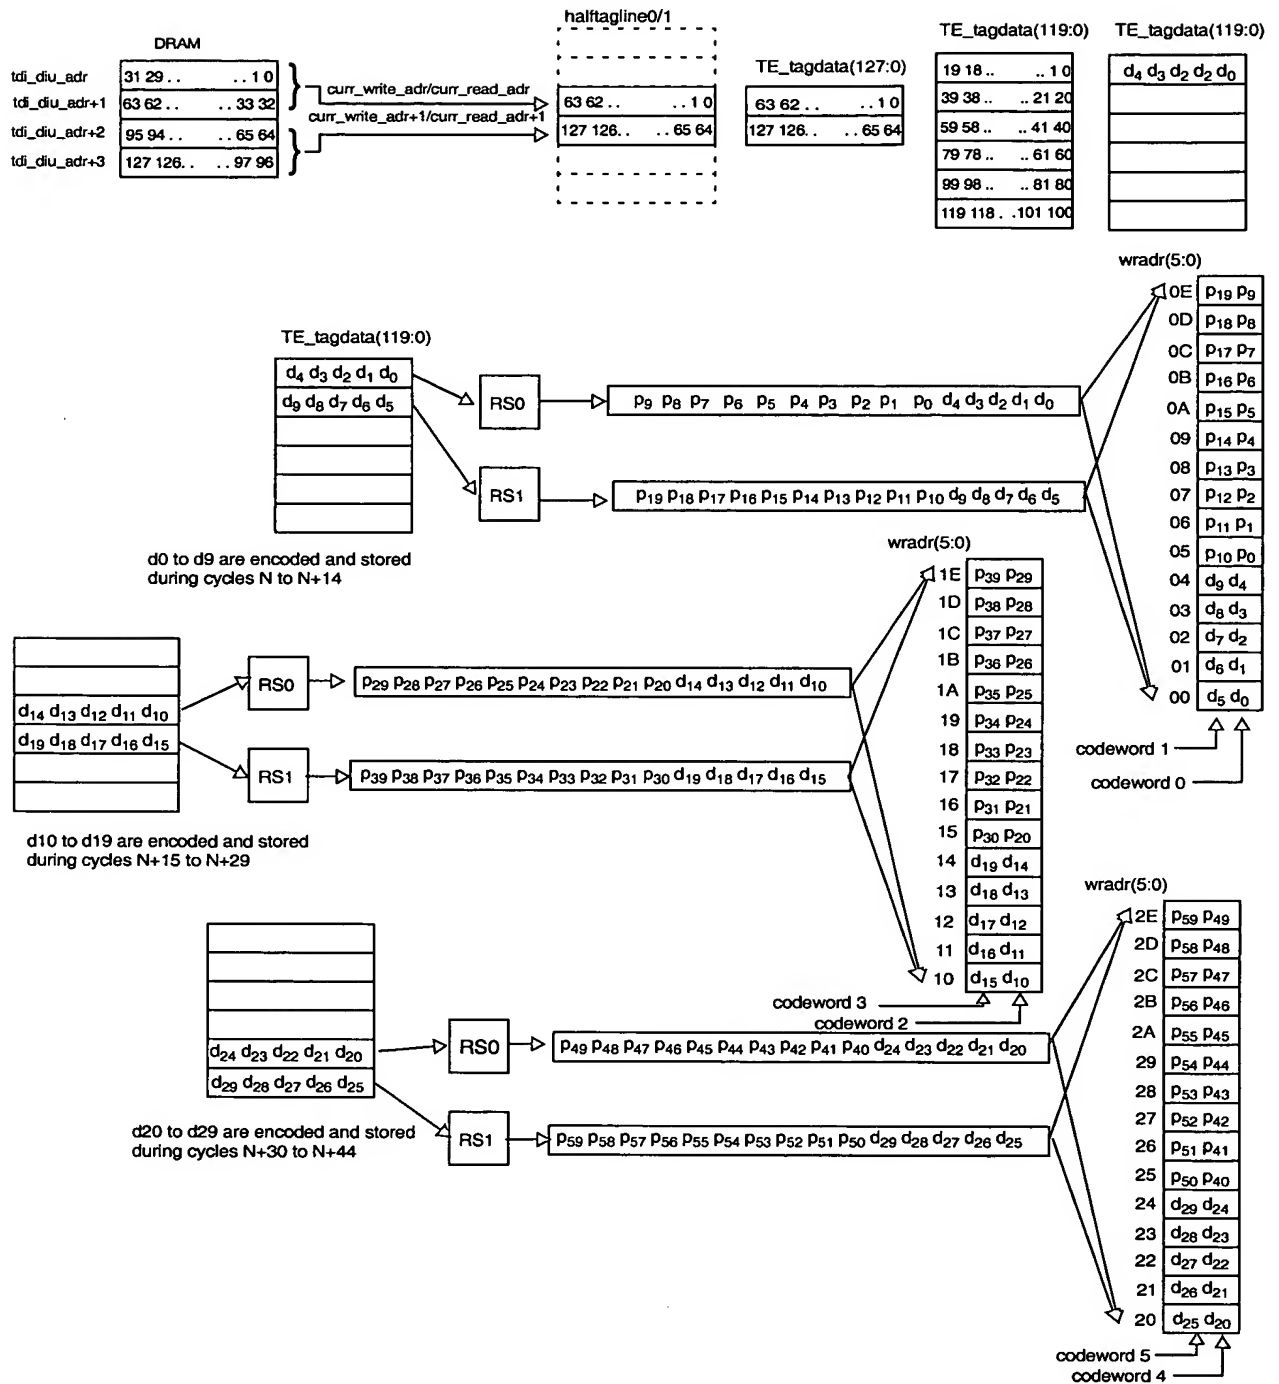 halftagline0/1
DRAM
TE_tagdata(119:0)
TE_tagdata(119:0)
TE_tagdata(127:0)
tdi_diu_adr
31 29 . . . . 1 0
tdi_diu_adr+1
63 62 . . . . 33 32
tdi_diu_adr+2
95 94 . . . . 65 64
tdi_diu_adr+3
127 126. . . . 97 96
curr_write_adr/curr_read_adr
curr_write_adr+1/curr_read_adr+1
63 62 . . . . 1 0
127 126. . . . 65 64
63 62 . . . . 1 0
127 126. . . . 65 64
19 18 .. .. 1 0
39 38 .. .. 21 20
59 58 .. .. 41 40
79 78 .. .. 61 60
99 98 .. .. 81 80
119 118 . .101 100
d4 d3 d2 d2 d0
TE_tagdata(119:0)
d4 d3 d2 d1 d0
d9 d8 d7 d6 d5
RS0
RS1
p9 p8 p7 p6 p5 p4 p3 p2 p1 p0 d4 d3 d2 d1 d0
p19 p18 p17 p16 p15 p14 p13 p12 p11 p10 d9 d8 d7 d6 d5
d0 to d9 are encoded and stored
during cycles N to N+14
wradr(5:0)
0E p19 p9
0D p18 p8
0C p17 p7
0B p16 p6
0A p15 p5
09 p14 p4
08 p13 p3
07 p12 p2
06 p11 p1
05 p10 p0
04 d9 d4
03 d8 d3
02 d7 d2
01 d6 d1
00 d5 d0
codeword 1
codeword 0
d14 d13 d12 d11 d10
d19 d18 d17 d16 d15
RS0
RS1
p29 p28 p27 p26 p25 p24 p23 p22 p21 p20 d14 d13 d12 d11 d10
p39 p38 p37 p36 p35 p34 p33 p32 p31 p30 d19 d18 d17 d16 d15
d10 to d19 are encoded and stored
during cycles N+15 to N+29
wradr(5:0)
1E p39 p29
1D p38 p28
1C p37 p27
1B p36 p26
1A p35 p25
19 p34 p24
18 p33 p23
17 p32 p22
16 p31 p21
15 p30 p20
14 d19 d14
13 d18 d13
12 d17 d12
11 d16 d11
10 d15 d10
codeword 3
codeword 2
d24 d23 d22 d21 d20
d29 d28 d27 d26 d25
RS0
RS1
p49 p48 p47 p46 p45 p44 p43 p42 p41 p40 d24 d23 d22 d21 d20
p59 p58 p57 p56 p55 p54 p53 p52 p51 p50 d29 d28 d27 d26 d25
d20 to d29 are encoded and stored
during cycles N+30 to N+44
wradr(5:0)
2E p59 p49
2D p58 p48
2C p57 p47
2B p56 p46
2A p55 p45
29 p54 p44
28 p53 p43
27 p52 p42
26 p51 p41
25 p50 p40
24 d29 d24
23 d28 d23
22 d27 d22
21 d26 d21
20 d25 d20
codeword 5
codeword 4